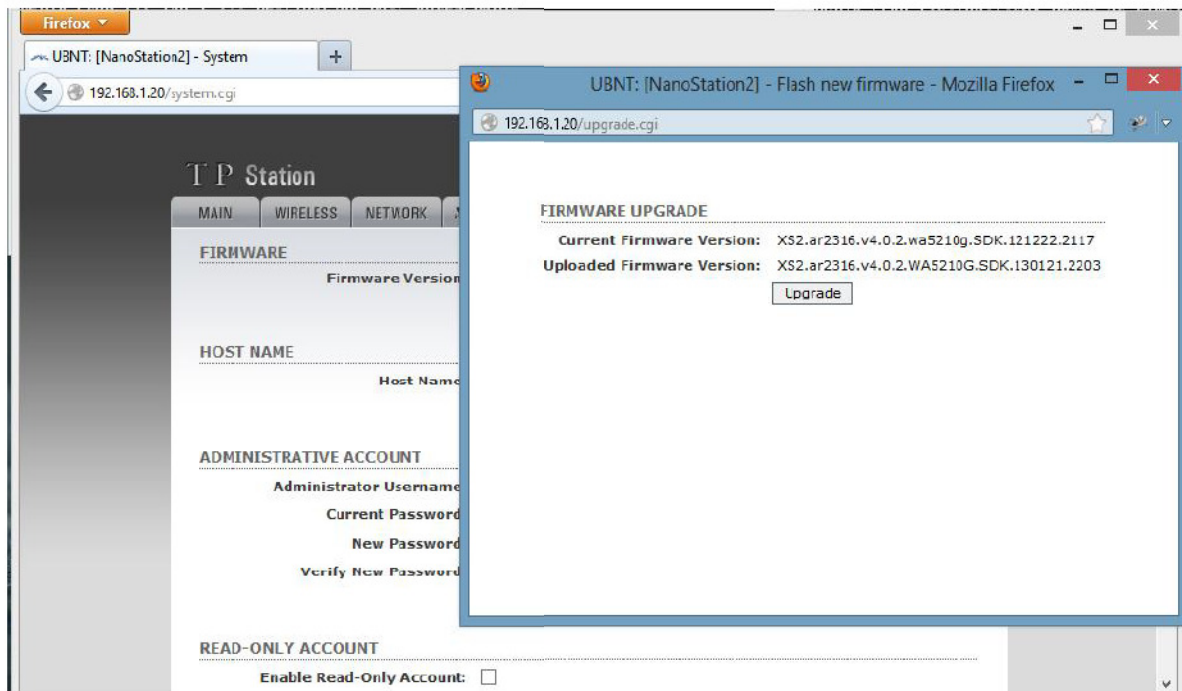 Firefox
UBNT: [NanoStation2] - System
192.168.1.20/system.cgi
TP Station
MAIN WIRELESS NETWORK
FIRMWARE
Firmware Version
HOST NAME
Host Name
ADMINISTRATIVE ACCOUNT
Administrator Username
Current Password
New Password
Verify New Password
READ-ONLY ACCOUNT
Enable Read-Only Account:
UBNT: [NanoStation2] - Flash new firmware - Mozilla Firefox
192.168.1.20/upgrade.cgi
FIRMWARE UPGRADE
Current Firmware Version: XS2.ar2316.v4.0.2.wa5210g.SDK.121222.2117
Uploaded Firmware Version: XS2.ar2316.v4.0.2.WA5210G.SDK.130121.2203
Upgrade